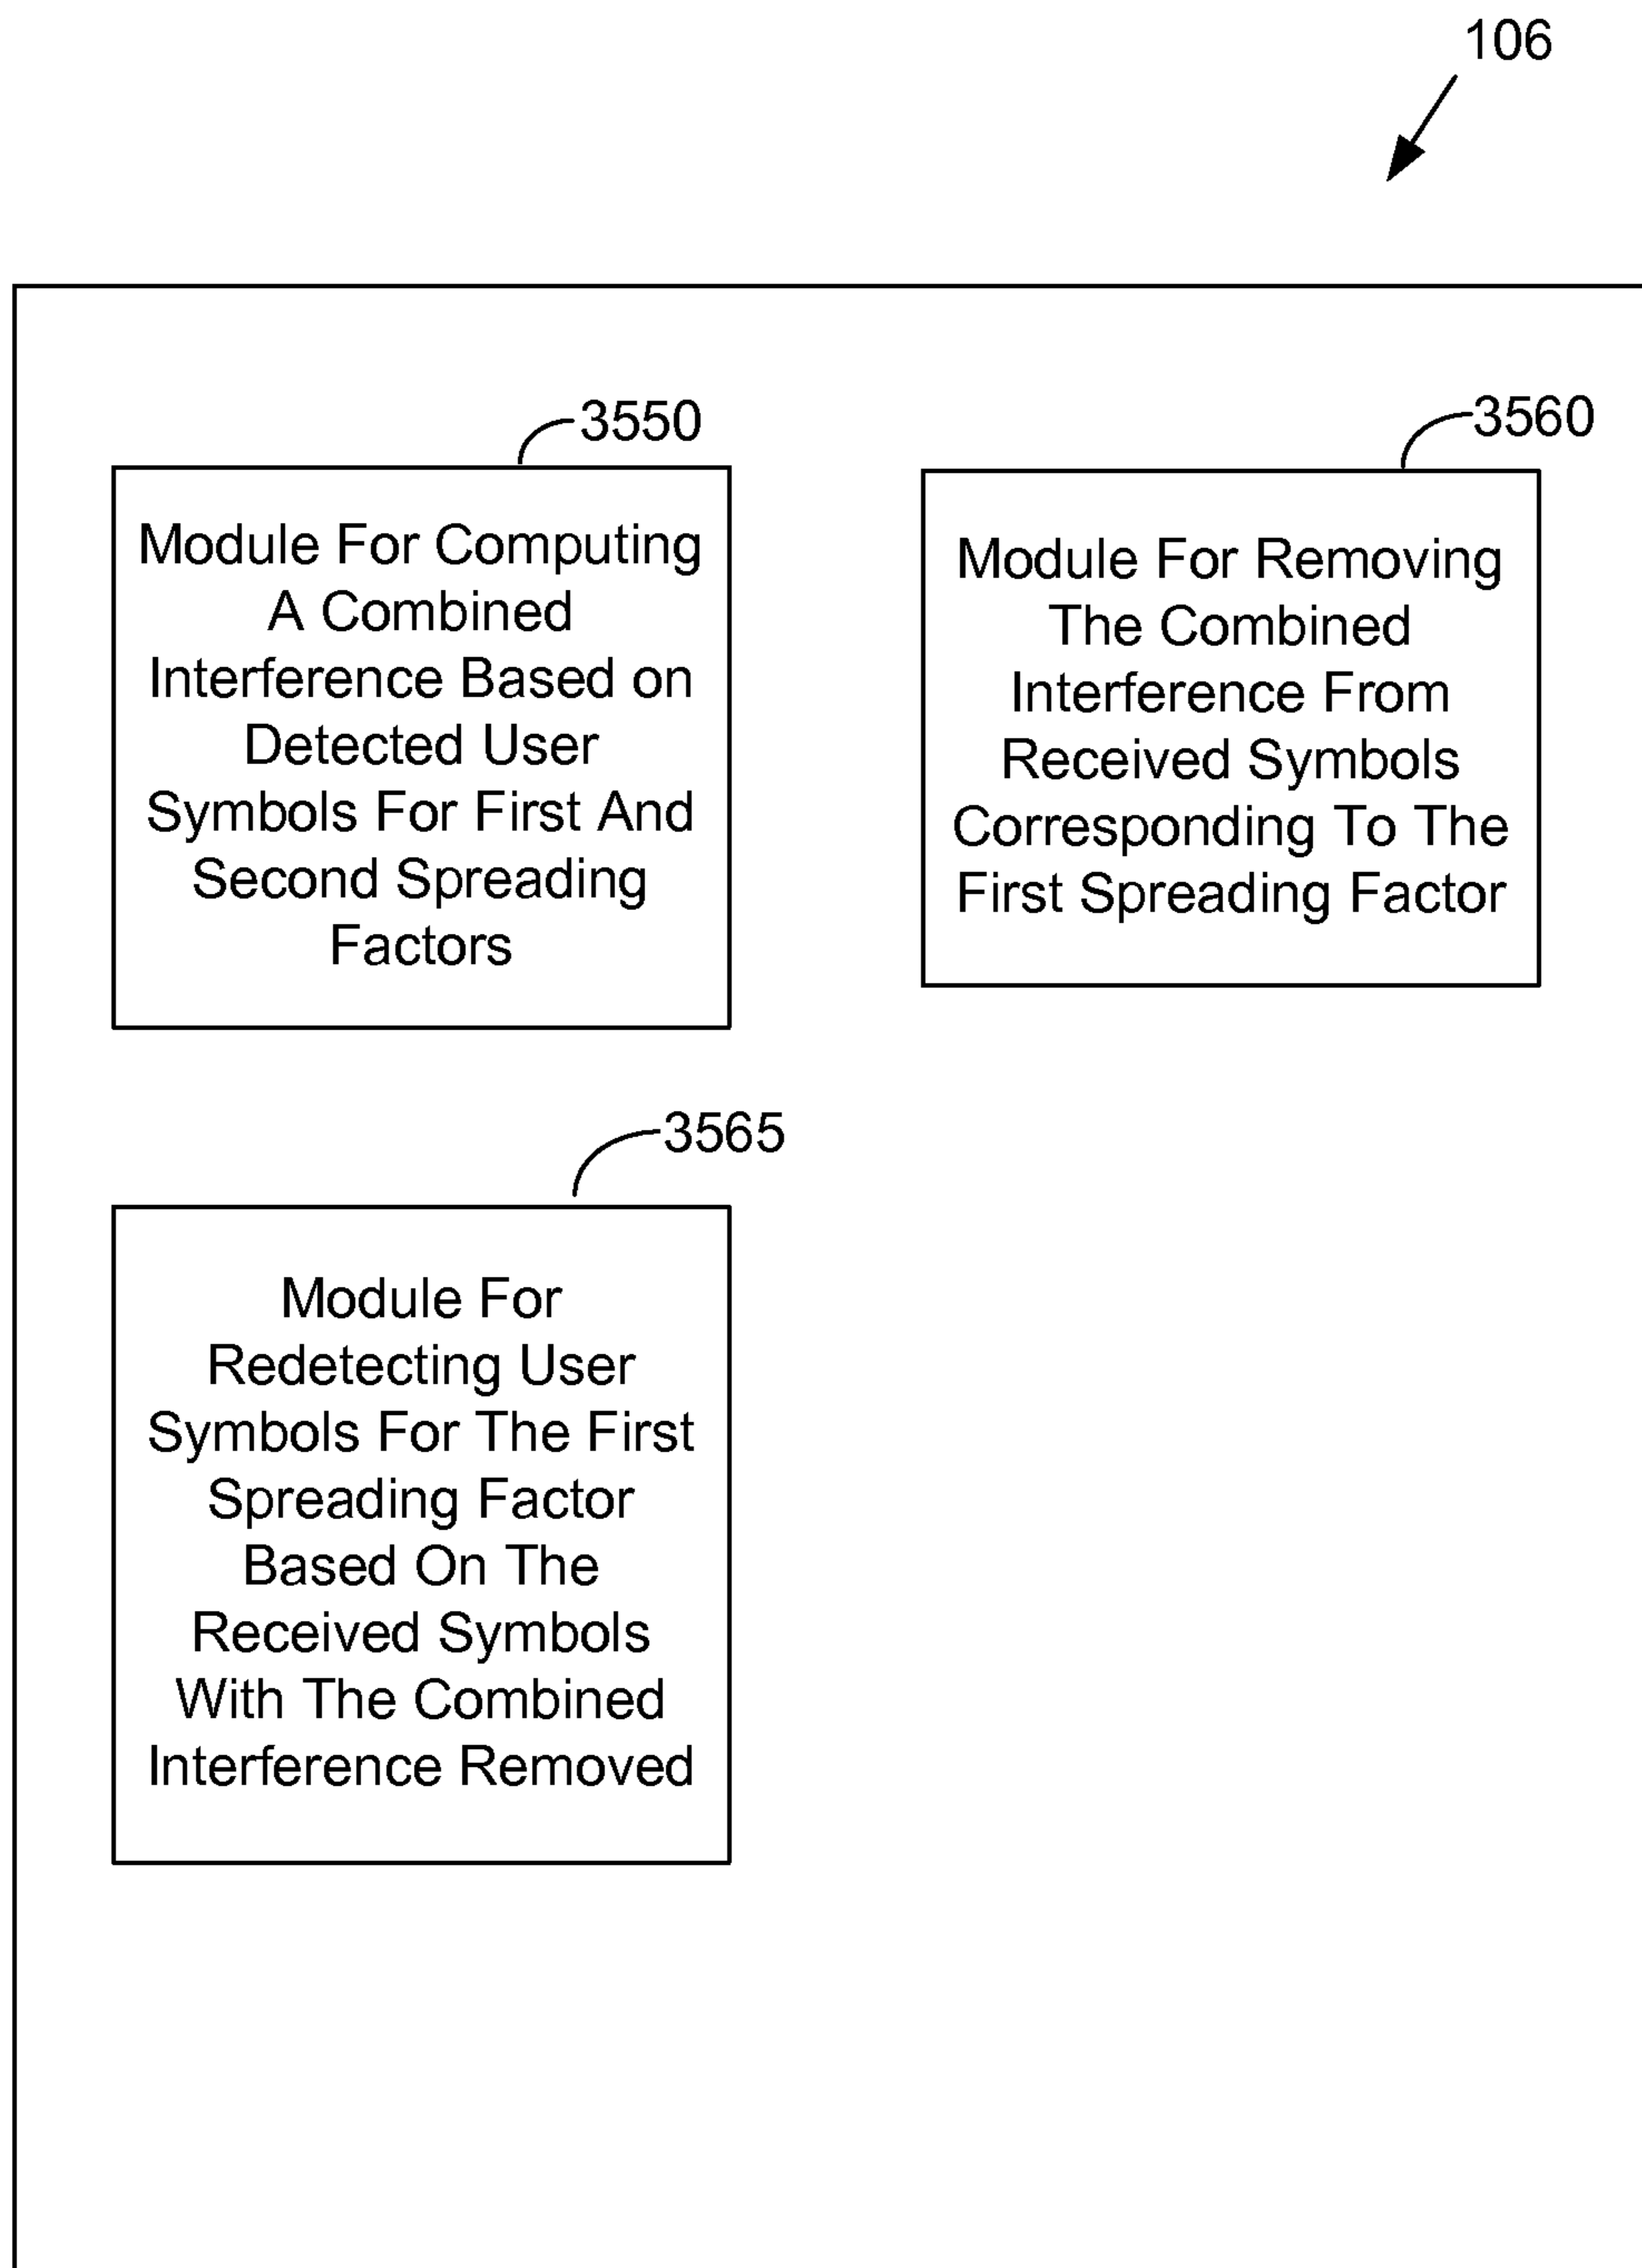 106
3550
Module For Computing
A Combined
Interference Based on
Detected User
Symbols For First And
Second Spreading
Factors
3560
Module For Removing
The Combined
Interference From
Received Symbols
Corresponding To The
First Spreading Factor
3565
Module For
Redetecting User
Symbols For The First
Spreading Factor
Based On The
Received Symbols
With The Combined
Interference Removed